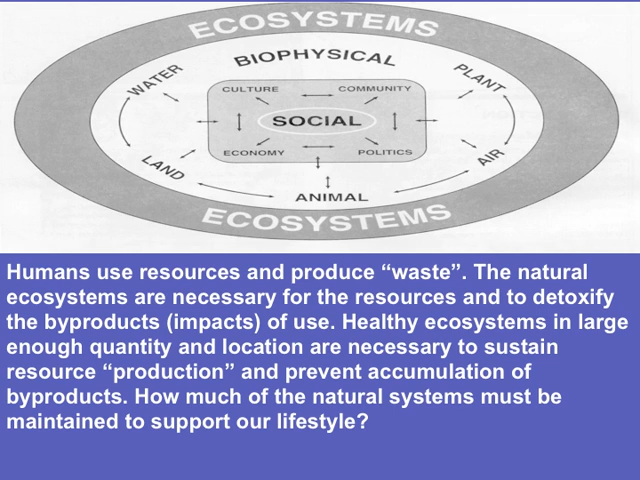 ECOSYSTEMS
BIOPHYSICAL
WATER
PLANT
CULTURE
COMMUNITY
SOCIAL
ECONOMY
POLITICS
LAND
AIR
ANIMAL
ECOSYSTEMS
Humans use resources and produce “waste”. The natural
ecosystems are necessary for the resources and to detoxify
the byproducts (impacts) of use. Healthy ecosystems in large
enough quantity and location are necessary to sustain
resource “production” and prevent accumulation of
byproducts. How much of the natural systems must be
maintained to support our lifestyle?